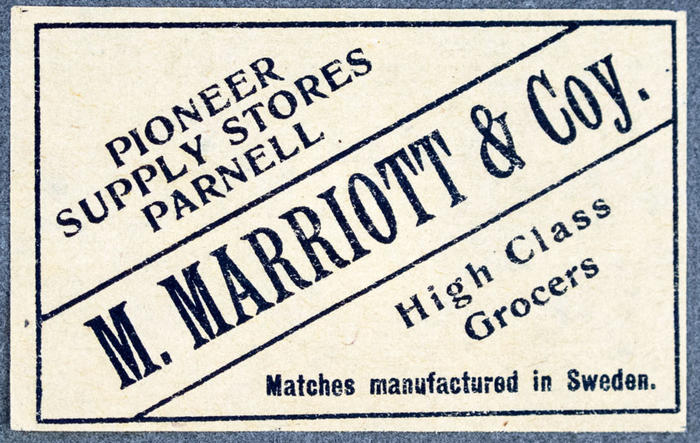 PIONEER
SUPPLY STORES
PARNELL
M. MARRIOTT & Coy.
High Class
Grocers
Matches manufactured in Sweden.